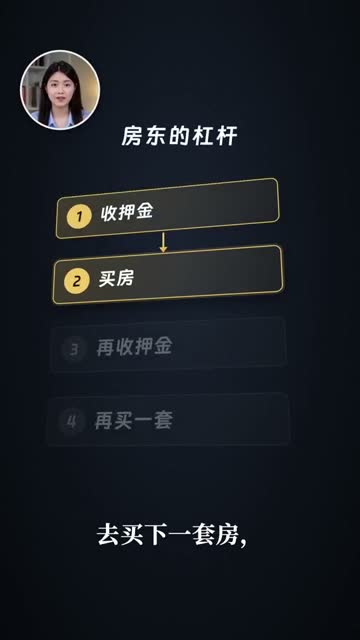 房东的杠杆
1 收押金
2 买房
3 再收押金
4 再买一套
去买下一套房,